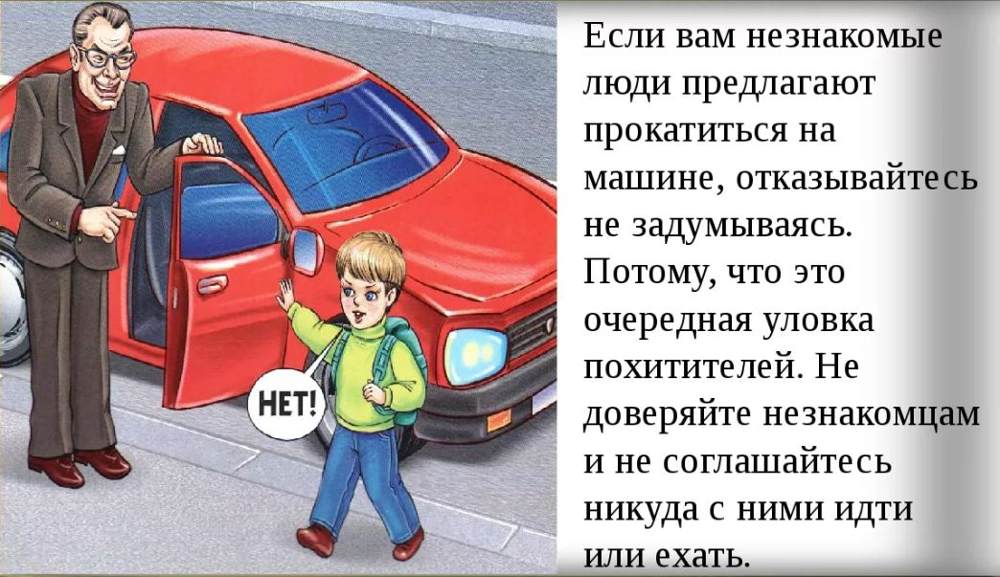 НЕТ!
Если вам незнакомые
люди предлагают
прокатиться на
машине, отказывайтесь
не задумываясь.
Потому, что это
очередная уловка
похитителей. Не
доверяйте незнакомцам
и не соглашайтесь
никуда с ними идти
или ехать.